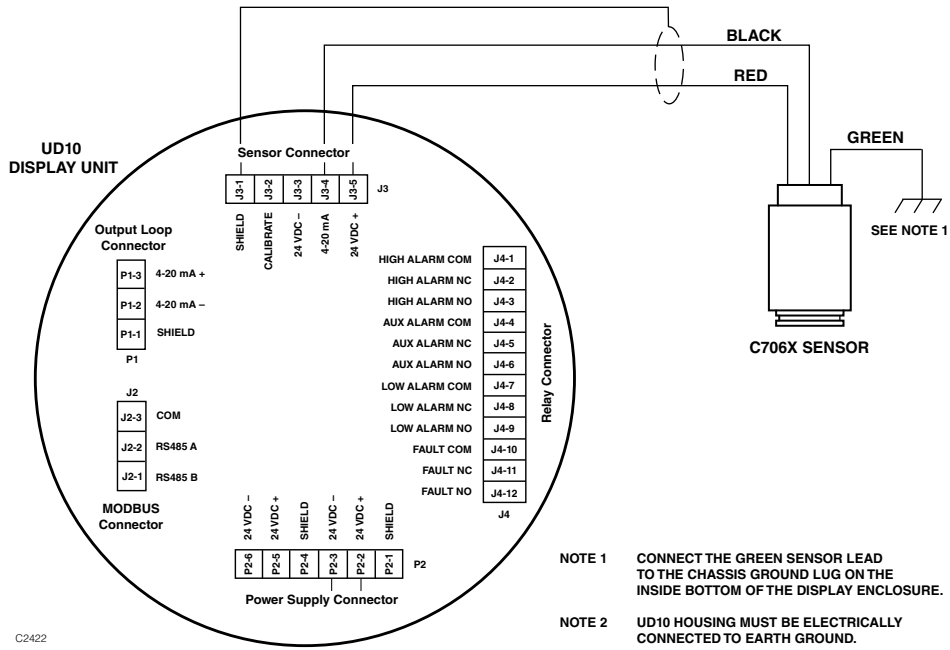 BLACK
RED
GREEN
SEE NOTE 1
C706X SENSOR
UD10
DISPLAY UNIT
Sensor Connector
J3-1
J3-2
J3-3
J3-4
J3-5
J3
SHIELD
CALIBRATE
24 VDC –
4-20 mA
24 VDC +
Output Loop
Connector
P1-3 4-20 mA +
P1-2 4-20 mA –
P1-1 SHIELD
P1
J2
J2-3 COM
J2-2 RS485 A
J2-1 RS485 B
MODBUS
Connector
HIGH ALARM COM J4-1
HIGH ALARM NC J4-2
HIGH ALARM NO J4-3
AUX ALARM COM J4-4
AUX ALARM NC J4-5
AUX ALARM NO J4-6
LOW ALARM COM J4-7
LOW ALARM NC J4-8
LOW ALARM NO J4-9
FAULT COM J4-10
FAULT NC J4-11
FAULT NO J4-12
J4
Relay Connector
24 VDC –
24 VDC +
SHIELD
24 VDC –
24 VDC +
SHIELD
P2-6
P2-5
P2-4
P2-3
P2-2
P2-1
P2
Power Supply Connector
NOTE 1 CONNECT THE GREEN SENSOR LEAD
TO THE CHASSIS GROUND LUG ON THE
INSIDE BOTTOM OF THE DISPLAY ENCLOSURE.
NOTE 2 UD10 HOUSING MUST BE ELECTRICALLY
CONNECTED TO EARTH GROUND.
C2422